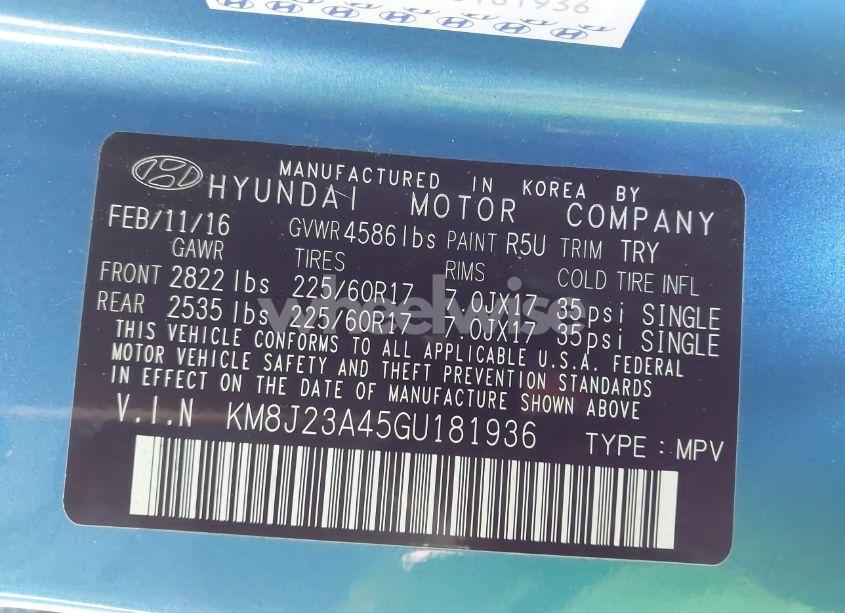 181936
MANUFACTURED IN KOREA BY
HYUNDAI MOTOR COMPANY
FEB/11/16 GVWR 4586 lbs PAINT R5U TRIM TRY
GAWR TIRES RIMS COLD TIRE INFL
FRONT 2822 lbs 225/60R17 7.0JX17 35psi SINGLE
REAR 2535 lbs 225/60R17 7.0JX17 35psi SINGLE
wheelwise
THIS VEHICLE CONFORMS TO ALL APPLICABLE U.S.A. FEDERAL
MOTOR VEHICLE SAFETY AND THEFT PREVENTION STANDARDS
IN EFFECT ON THE DATE OF MANUFACTURE SHOWN ABOVE
V.I.N KM8J23A45GU181936 TYPE : MPV